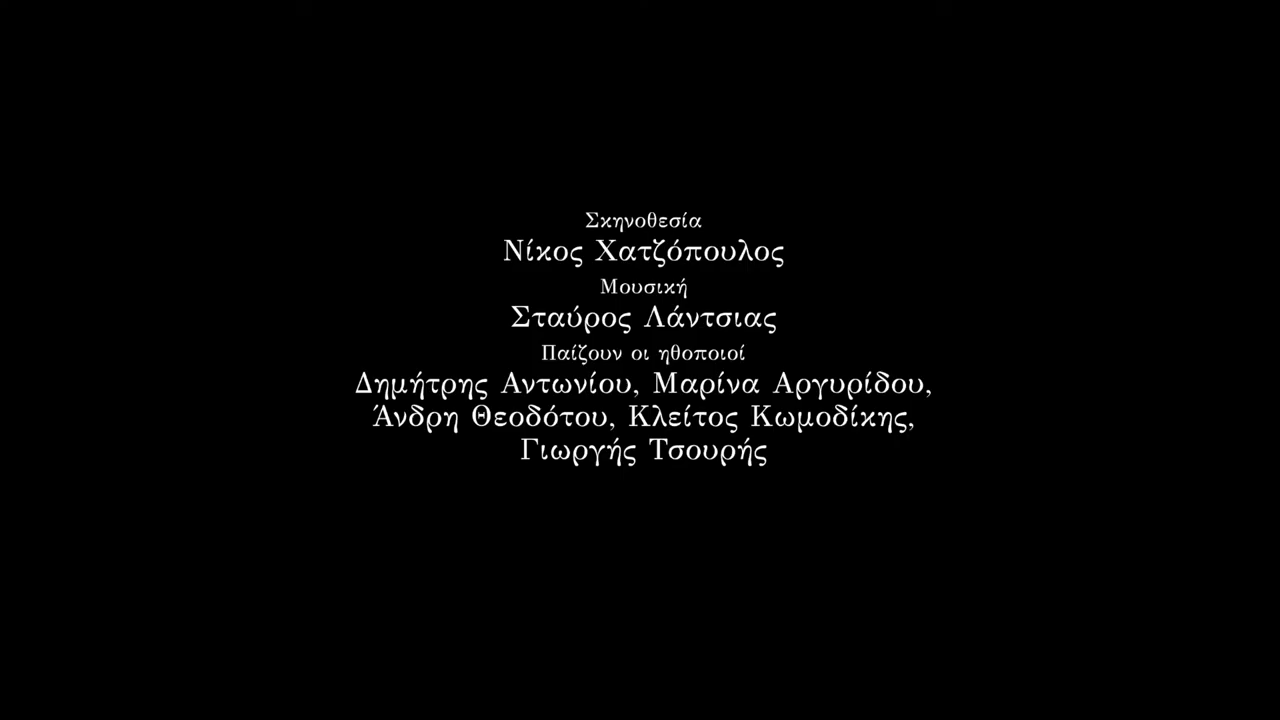 Σκηνοθεσία
Νίκος Χατζόπουλος
Μουσική
Σταύρος Λάντσιας
Παίζουν οι ηθοποιοί
Δημήτρης Αντωνίου, Μαρίνα Αργυρίδου,
Άνδρη Θεοδότου, Κλείτος Κωμοδίκης,
Γιωργής Τσουρής